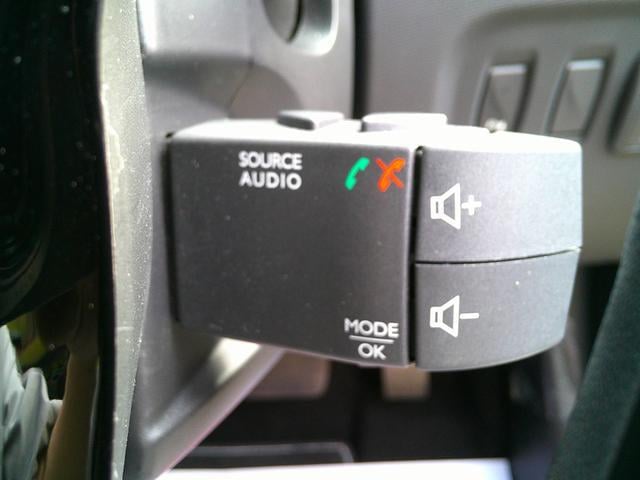 SOURCE
AUDIO
+
-
MODE
OK